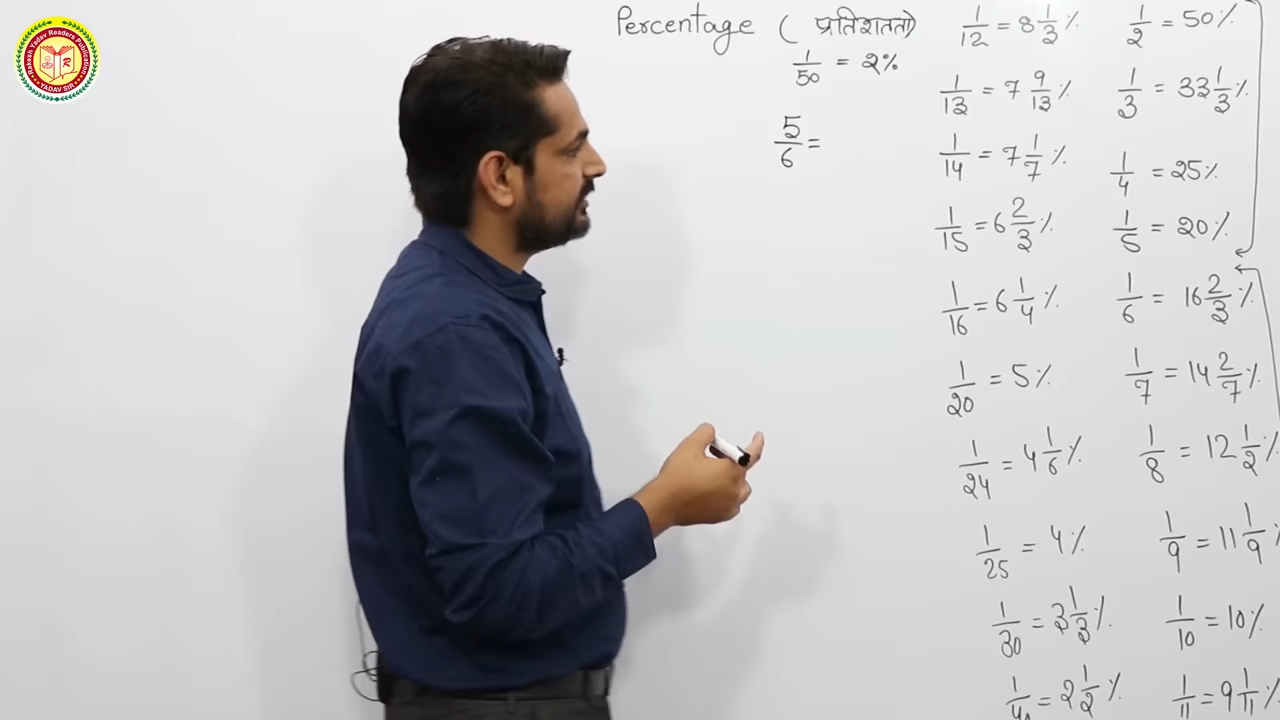 Percentage ( प्रतिशतता)
1/50 = 2%
5/6 =
1/12 = 8 1/3 %
1/13 = 7 9/13 %
1/14 = 7 1/7 %
1/15 = 6 2/3 %
1/16 = 6 1/4 %
1/20 = 5%
1/24 = 4 1/6 %
1/25 = 4%
1/30 = 3 1/3 %
1/40 = 2 1/2 %
1/2 = 50%
1/3 = 33 1/3 %
1/4 = 25%
1/5 = 20%
1/6 = 16 2/3 %
1/7 = 14 2/7 %
1/8 = 12 1/2 %
1/9 = 11 1/9 %
1/10 = 10%
1/11 = 9 1/11 %
Rakesh Yadav Readers Publication
YADAV SIR